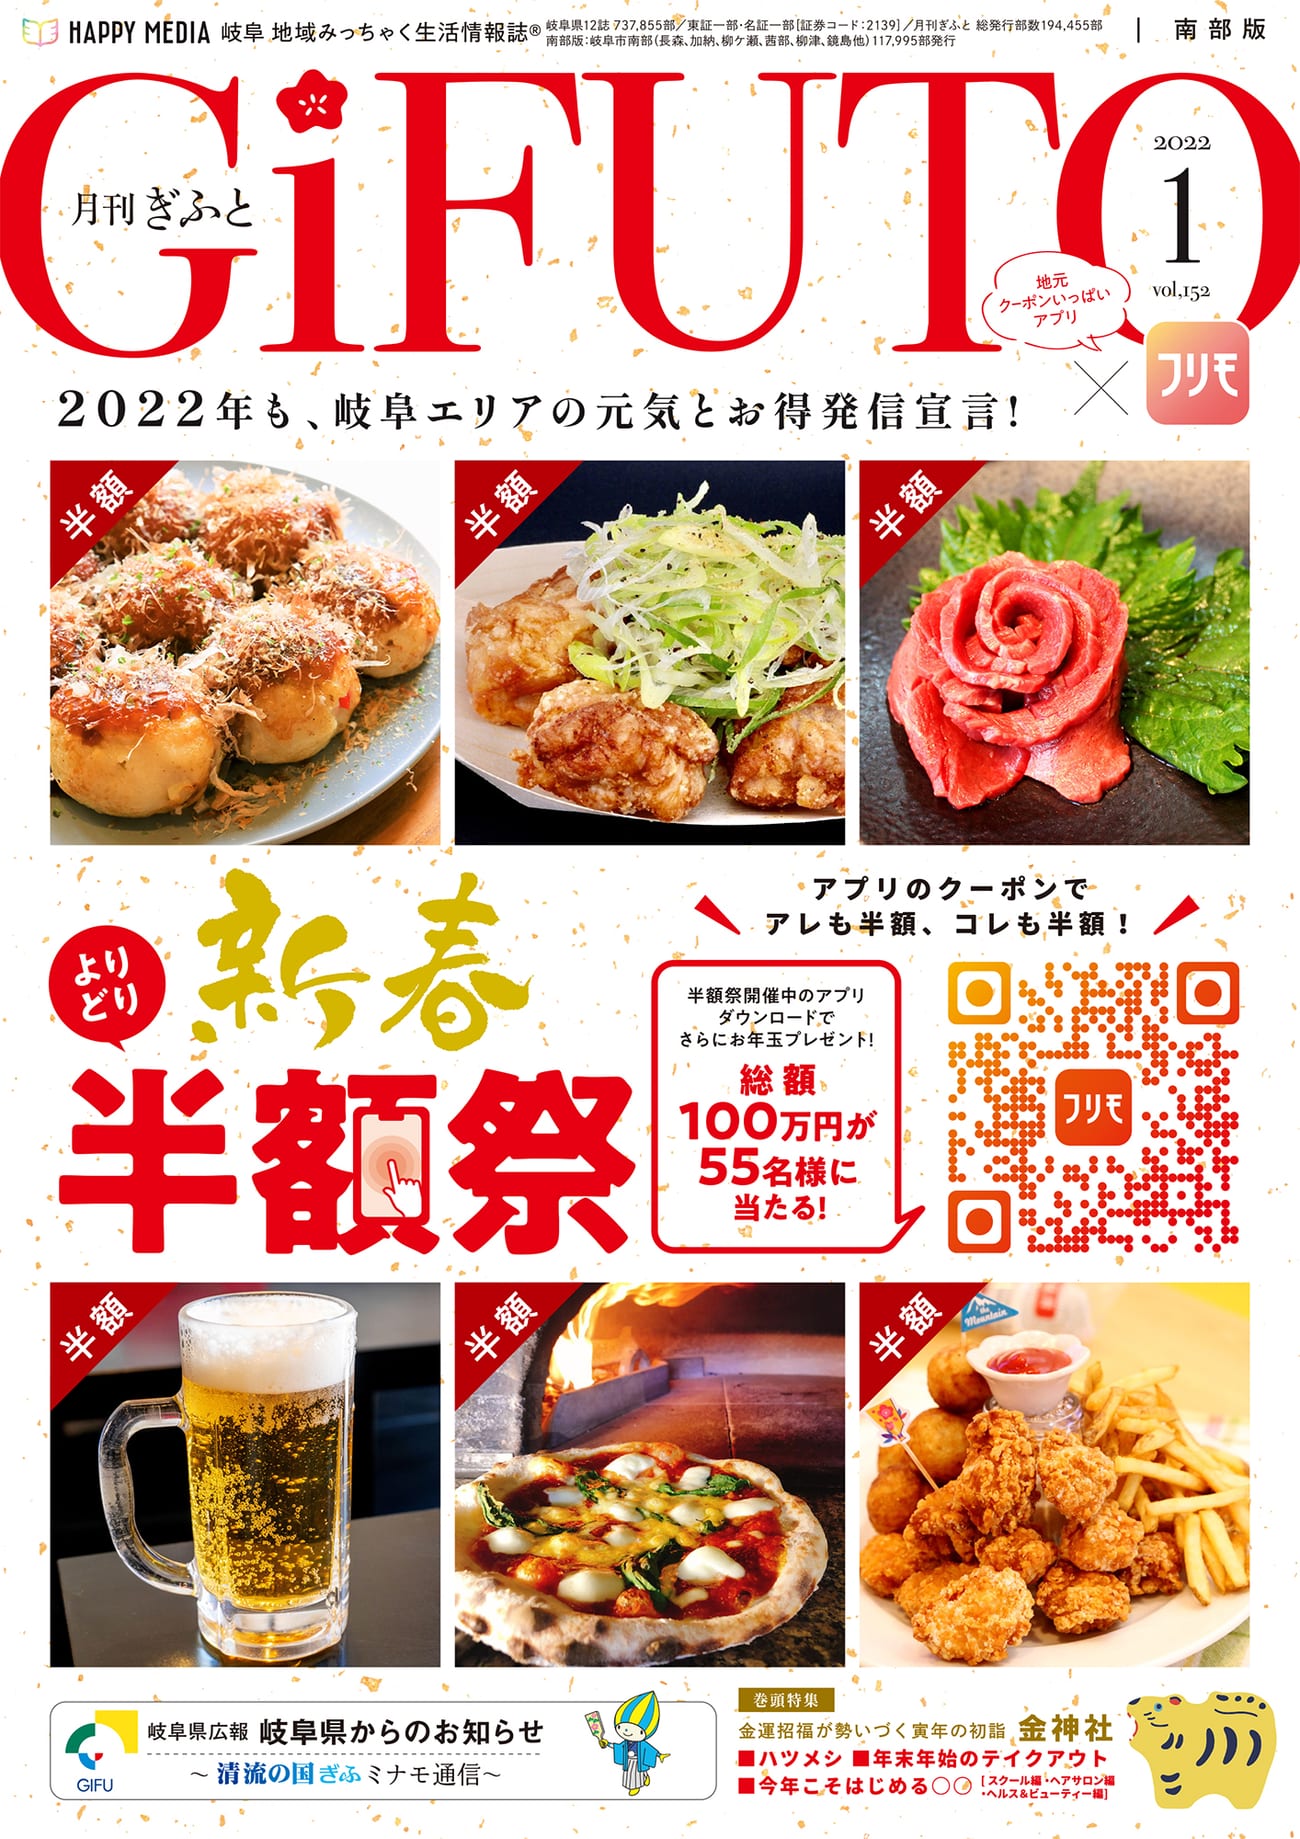 HAPPY MEDIA 岐阜 地域みっちゃく生活情報誌® 岐阜県12誌 737,855部／東証一部・名証一部[証券コード：2139]／月刊ぎふと 総発行部数194,455部
南部版：岐阜市南部（長森、加納、柳ケ瀬、茜部、柳津、鏡島他）117,995部発行
南部版
GiFUTO
月刊ぎふと
2022
1
vol,152
地元
クーポンいっぱい
アプリ
フリモ
2022年も、岐阜エリアの元気とお得発信宣言！
半額
半額
半額
よりどり
新春
半額祭
アプリのクーポンで
アレも半額、コレも半額！
半額祭開催中のアプリ
ダウンロードで
さらにお年玉プレゼント！
総額
100万円が
55名様に
当たる！
フリモ
半額
半額
半額
the
Mountain
GIFU
岐阜県広報 岐阜県からのお知らせ
～清流の国ぎふミナモ通信～
巻頭特集
金運招福が勢いづく寅年の初詣 金神社
■ハツメシ ■年末年始のテイクアウト
■今年こそはじめる○○ [スクール編・ヘアサロン編
・ヘルス＆ビューティー編]